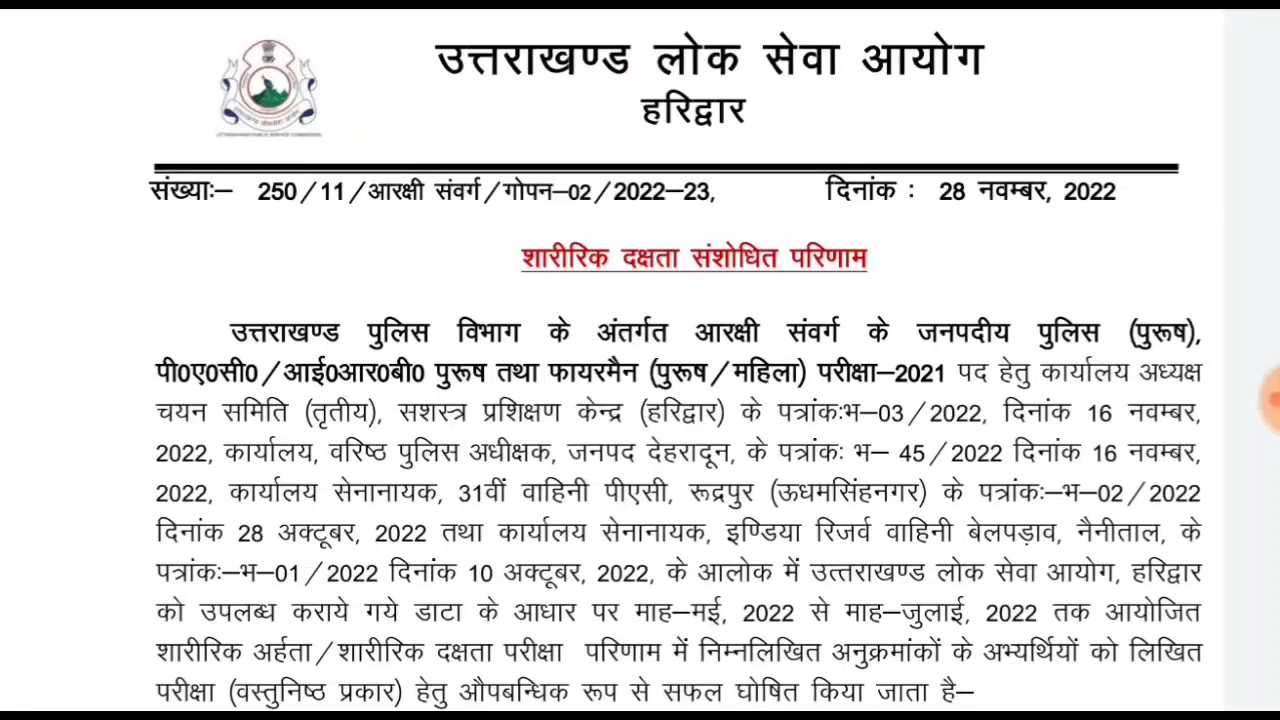 उत्तराखण्ड लोक सेवा आयोग
हरिद्वार
संख्याः– 250/11/आरक्षी संवर्ग/गोपन–02/2022–23, दिनांक : 28 नवम्बर, 2022
शारीरिक दक्षता संशोधित परिणाम
उत्तराखण्ड पुलिस विभाग के अंतर्गत आरक्षी संवर्ग के जनपदीय पुलिस (पुरूष),
पी0ए0सी0/आई0आर0बी0 पुरूष तथा फायरमैन (पुरूष/महिला) परीक्षा–2021 पद हेतु कार्यालय अध्यक्ष
चयन समिति (तृतीय), सशस्त्र प्रशिक्षण केन्द्र (हरिद्वार) के पत्रांकःभ–03/2022, दिनांक 16 नवम्बर,
2022, कार्यालय, वरिष्ठ पुलिस अधीक्षक, जनपद देहरादून, के पत्रांकः भ– 45/2022 दिनांक 16 नवम्बर,
2022, कार्यालय सेनानायक, 31वीं वाहिनी पीएसी, रूद्रपुर (ऊधमसिंहनगर) के पत्रांकः–भ–02/2022
दिनांक 28 अक्टूबर, 2022 तथा कार्यालय सेनानायक, इण्डिया रिजर्व वाहिनी बेलपड़ाव, नैनीताल, के
पत्रांकः–भ–01/2022 दिनांक 10 अक्टूबर, 2022, के आलोक में उत्तराखण्ड लोक सेवा आयोग, हरिद्वार
को उपलब्ध कराये गये डाटा के आधार पर माह–मई, 2022 से माह–जुलाई, 2022 तक आयोजित
शारीरिक अर्हता/शारीरिक दक्षता परीक्षा परिणाम में निम्नलिखित अनुक्रमांकों के अभ्यर्थियों को लिखित
परीक्षा (वस्तुनिष्ठ प्रकार) हेतु औपबन्धिक रूप से सफल घोषित किया जाता है–